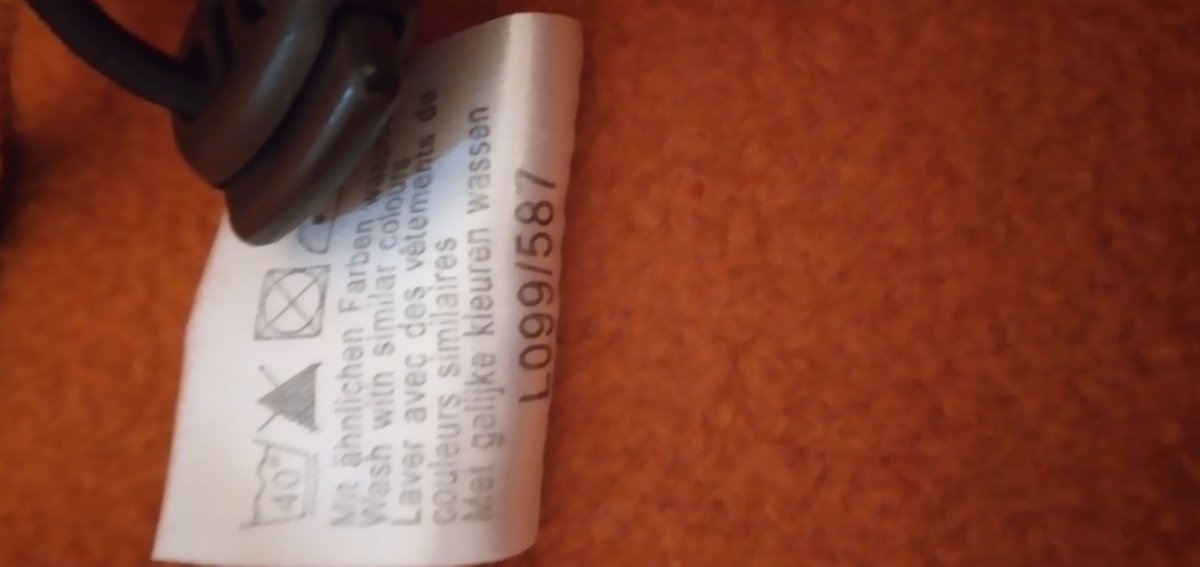 40°
Mit ähnlichen Farben
Wash with similar colours
Laver avec des vêtements de
couleurs similaires
Met gelijke kleuren wassen
L099/587